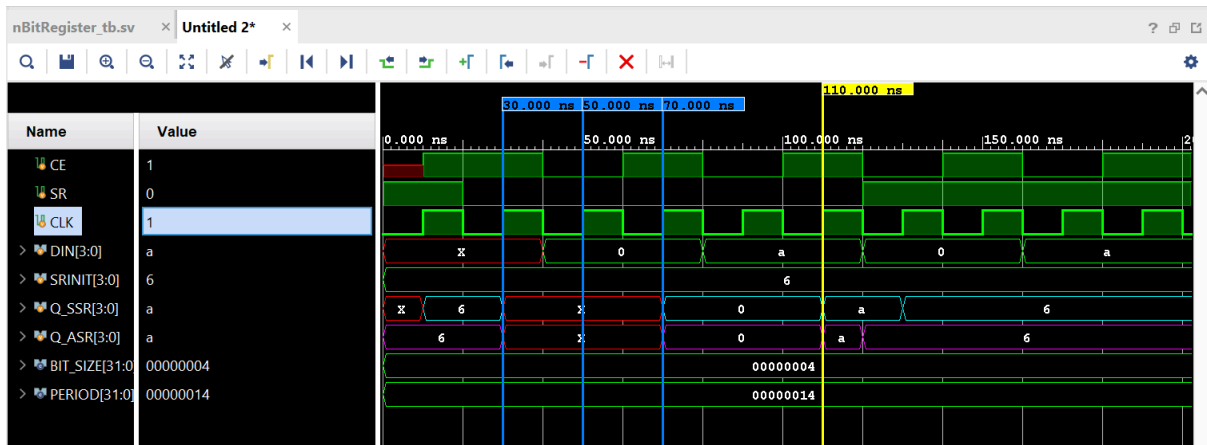 nBitRegister_tb.sv × Untitled 2* × ?
110.000 ns
30.000 ns 50.000 ns 70.000 ns
Name Value
0.000 ns 50.000 ns 100.000 ns 150.000 ns 2
CE 1
SR 0
CLK 1
> DIN[3:0] a x 0 a 0 a
> SRINIT[3:0] 6 6
> Q_SSR[3:0] a X 6 X 0 a 6
> Q_ASR[3:0] a 6 X 0 a 6
> BIT_SIZE[31:0 00000004 00000004
> PERIOD[31:0] 00000014 00000014